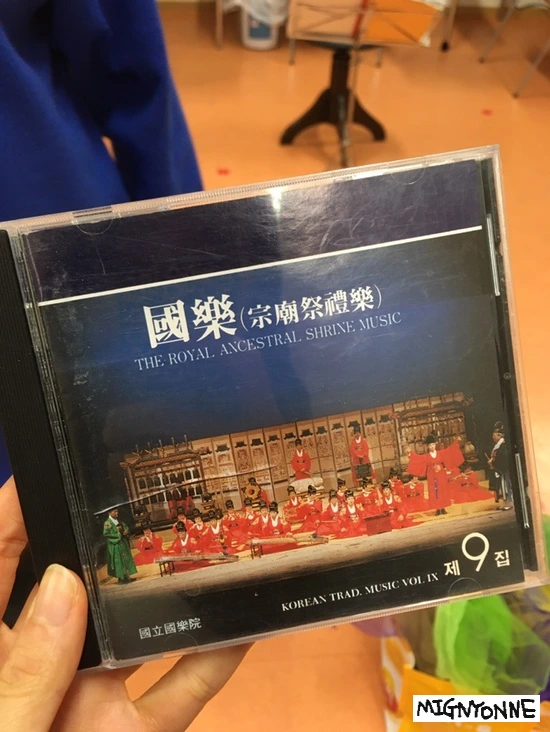 國樂(宗廟祭禮樂)
THE ROYAL ANCESTRAL SHRINE MUSIC
KOREAN TRAD. MUSIC VOL IX 제9집
國立國樂院
MIGNYONNE